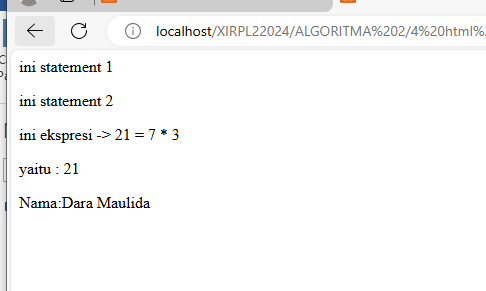 localhost/XIRPL22024/ALGORITMA%202/4%20html%
ini statement 1
ini statement 2
ini ekspresi -> 21 = 7 * 3
yaitu : 21
Nama:Dara Maulida